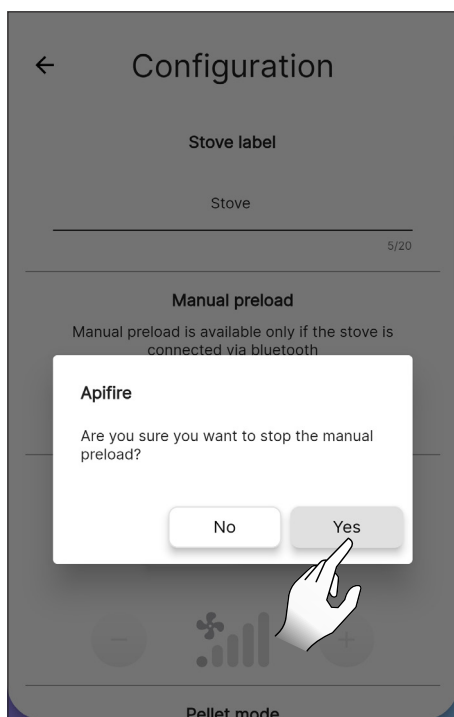 Configuration
Stove label
Stove
5/20
Manual preload
Manual preload is available only if the stove is
connected via bluetooth
Apifire
Are you sure you want to stop the manual
preload?
No Yes
Pellet mode